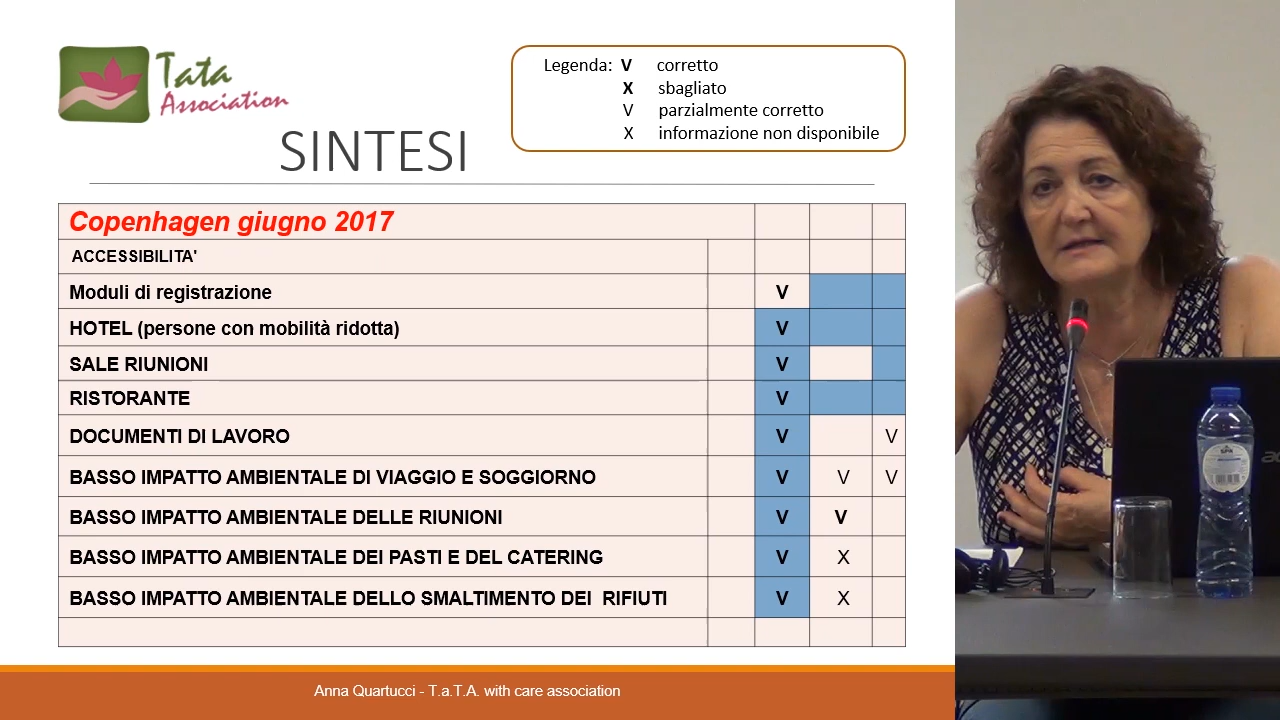 Tata
Association
SINTESI
Legenda: V corretto
X sbagliato
V parzialmente corretto
X informazione non disponibile
Copenhagen giugno 2017
ACCESSIBILITA'
Moduli di registrazione V
HOTEL (persone con mobilità ridotta) V
SALE RIUNIONI V
RISTORANTE V
DOCUMENTI DI LAVORO V V
BASSO IMPATTO AMBIENTALE DI VIAGGIO E SOGGIORNO V V V
BASSO IMPATTO AMBIENTALE DELLE RIUNIONI V V
BASSO IMPATTO AMBIENTALE DEI PASTI E DEL CATERING V X
BASSO IMPATTO AMBIENTALE DELLO SMALTIMENTO DEI RIFIUTI V X
Anna Quartucci - T.a.T.A. with care association
SPA